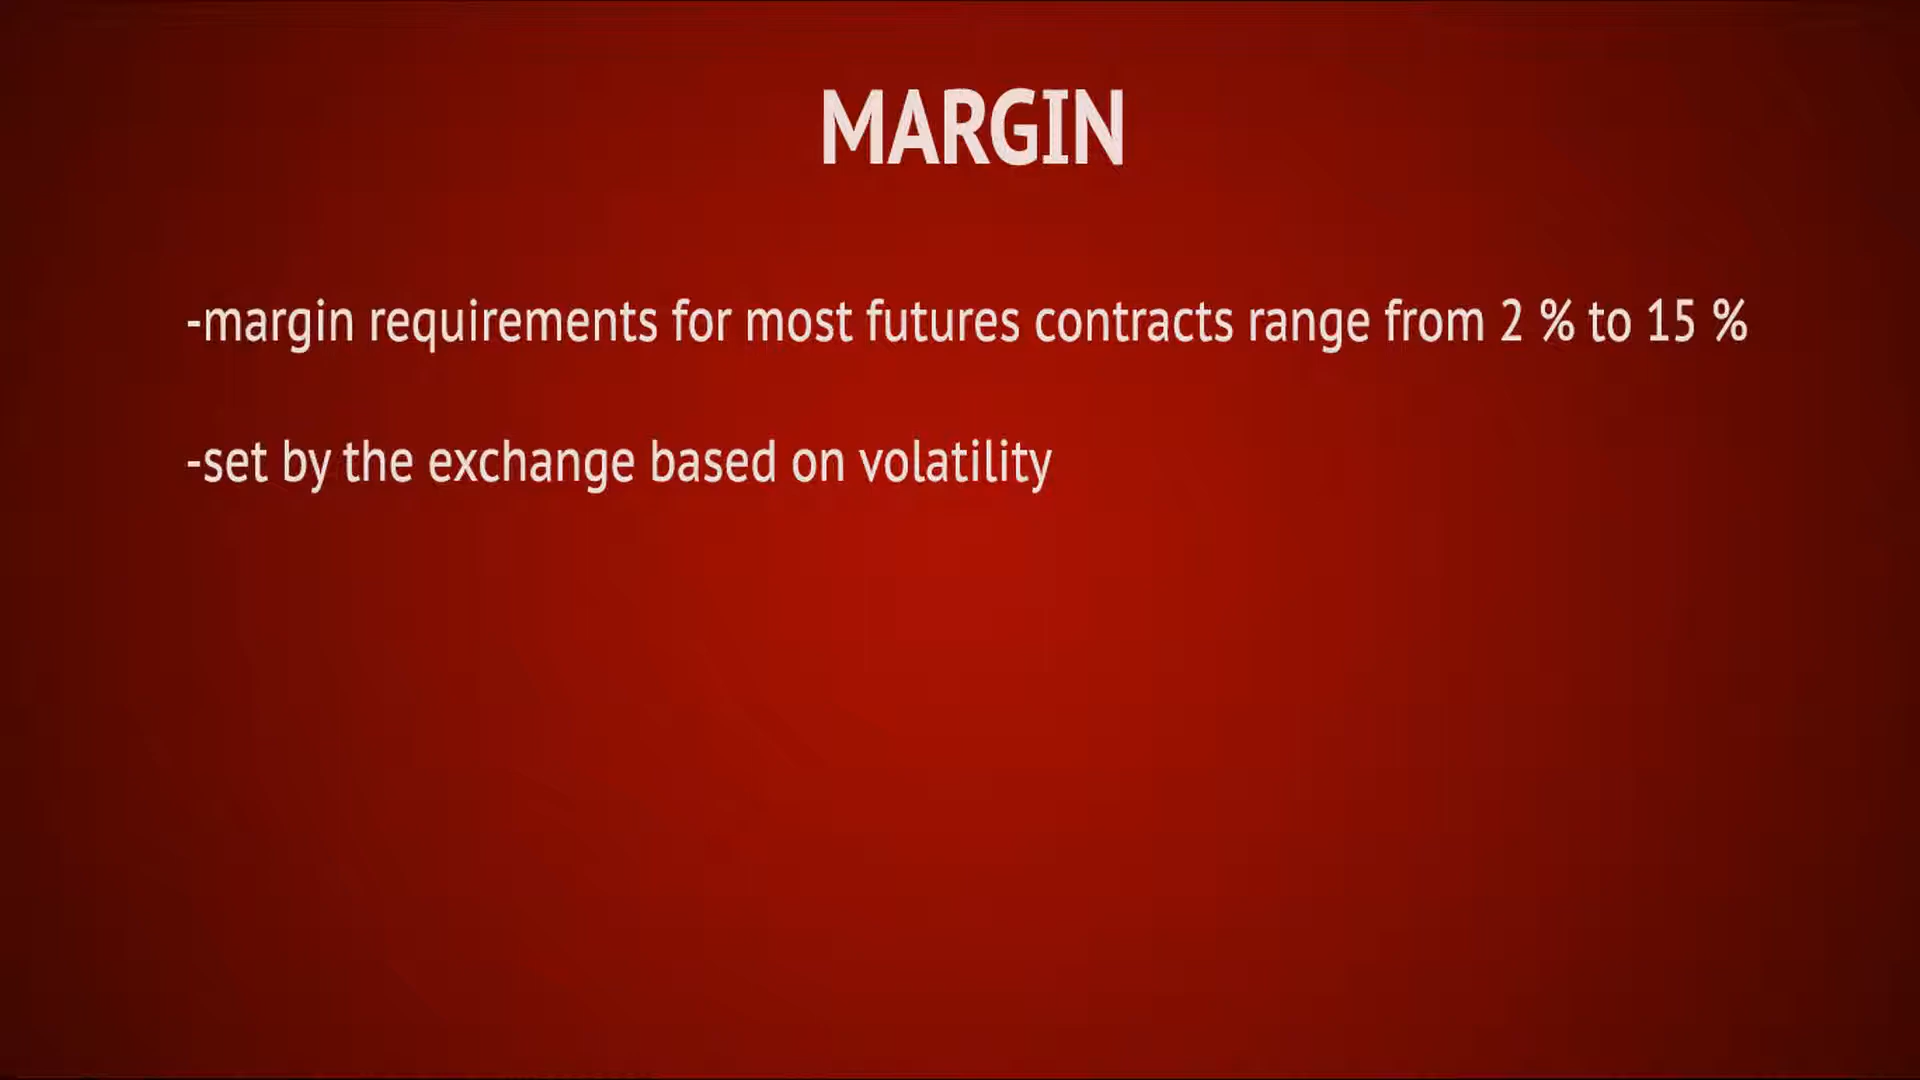 MARGIN
-margin requirements for most futures contracts range from 2 % to 15 %
-set by the exchange based on volatility